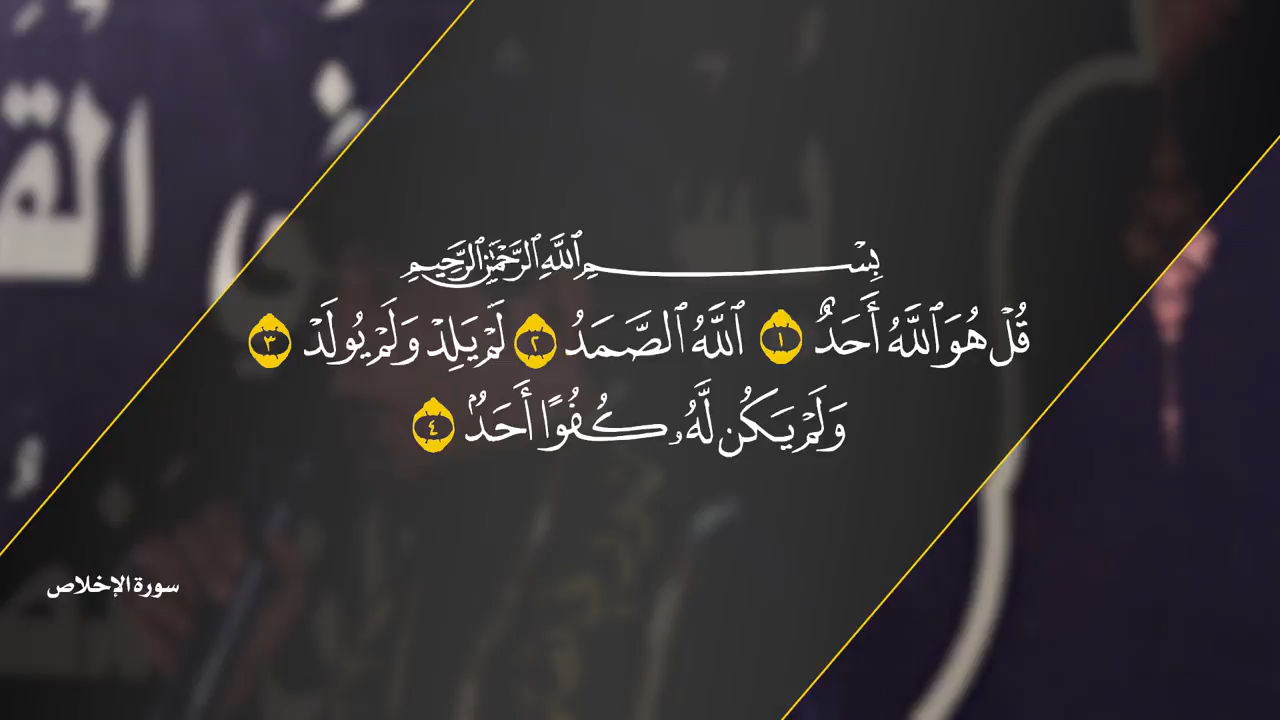 بِسْمِ ٱللَّهِ ٱلرَّحْمَٰنِ ٱلرَّحِيمِ
قُلْ هُوَ ٱللَّهُ أَحَدٌ ١ ٱللَّهُ ٱلصَّمَدُ ٢ لَمْ يَلِدْ وَلَمْ يُولَدْ ٣
وَلَمْ يَكُن لَّهُۥ كُفُوًا أَحَدٌۢ ٤
سورة الإخلاص